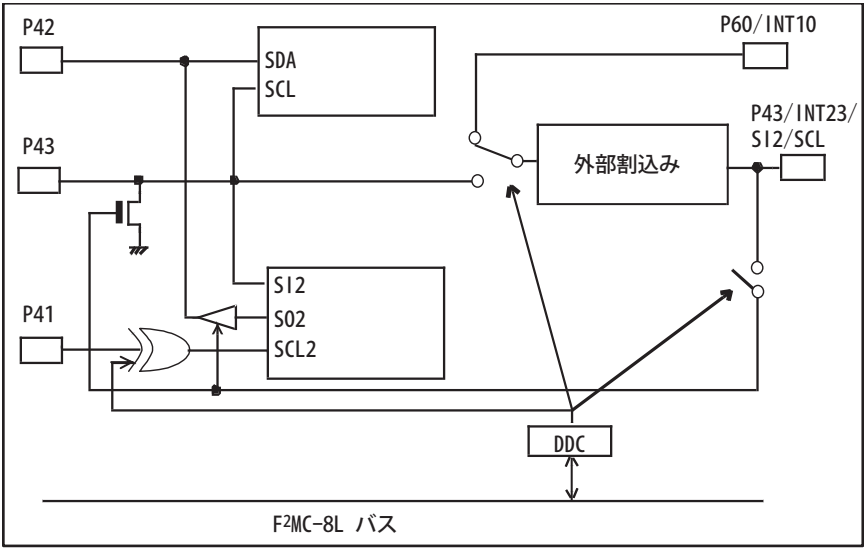 P42
SDA
SCL
P60/INT10
P43/INT23/
SI2/SCL
P43
外部割込み
SI2
SO2
SCL2
P41
DDC
F²MC-8L バス